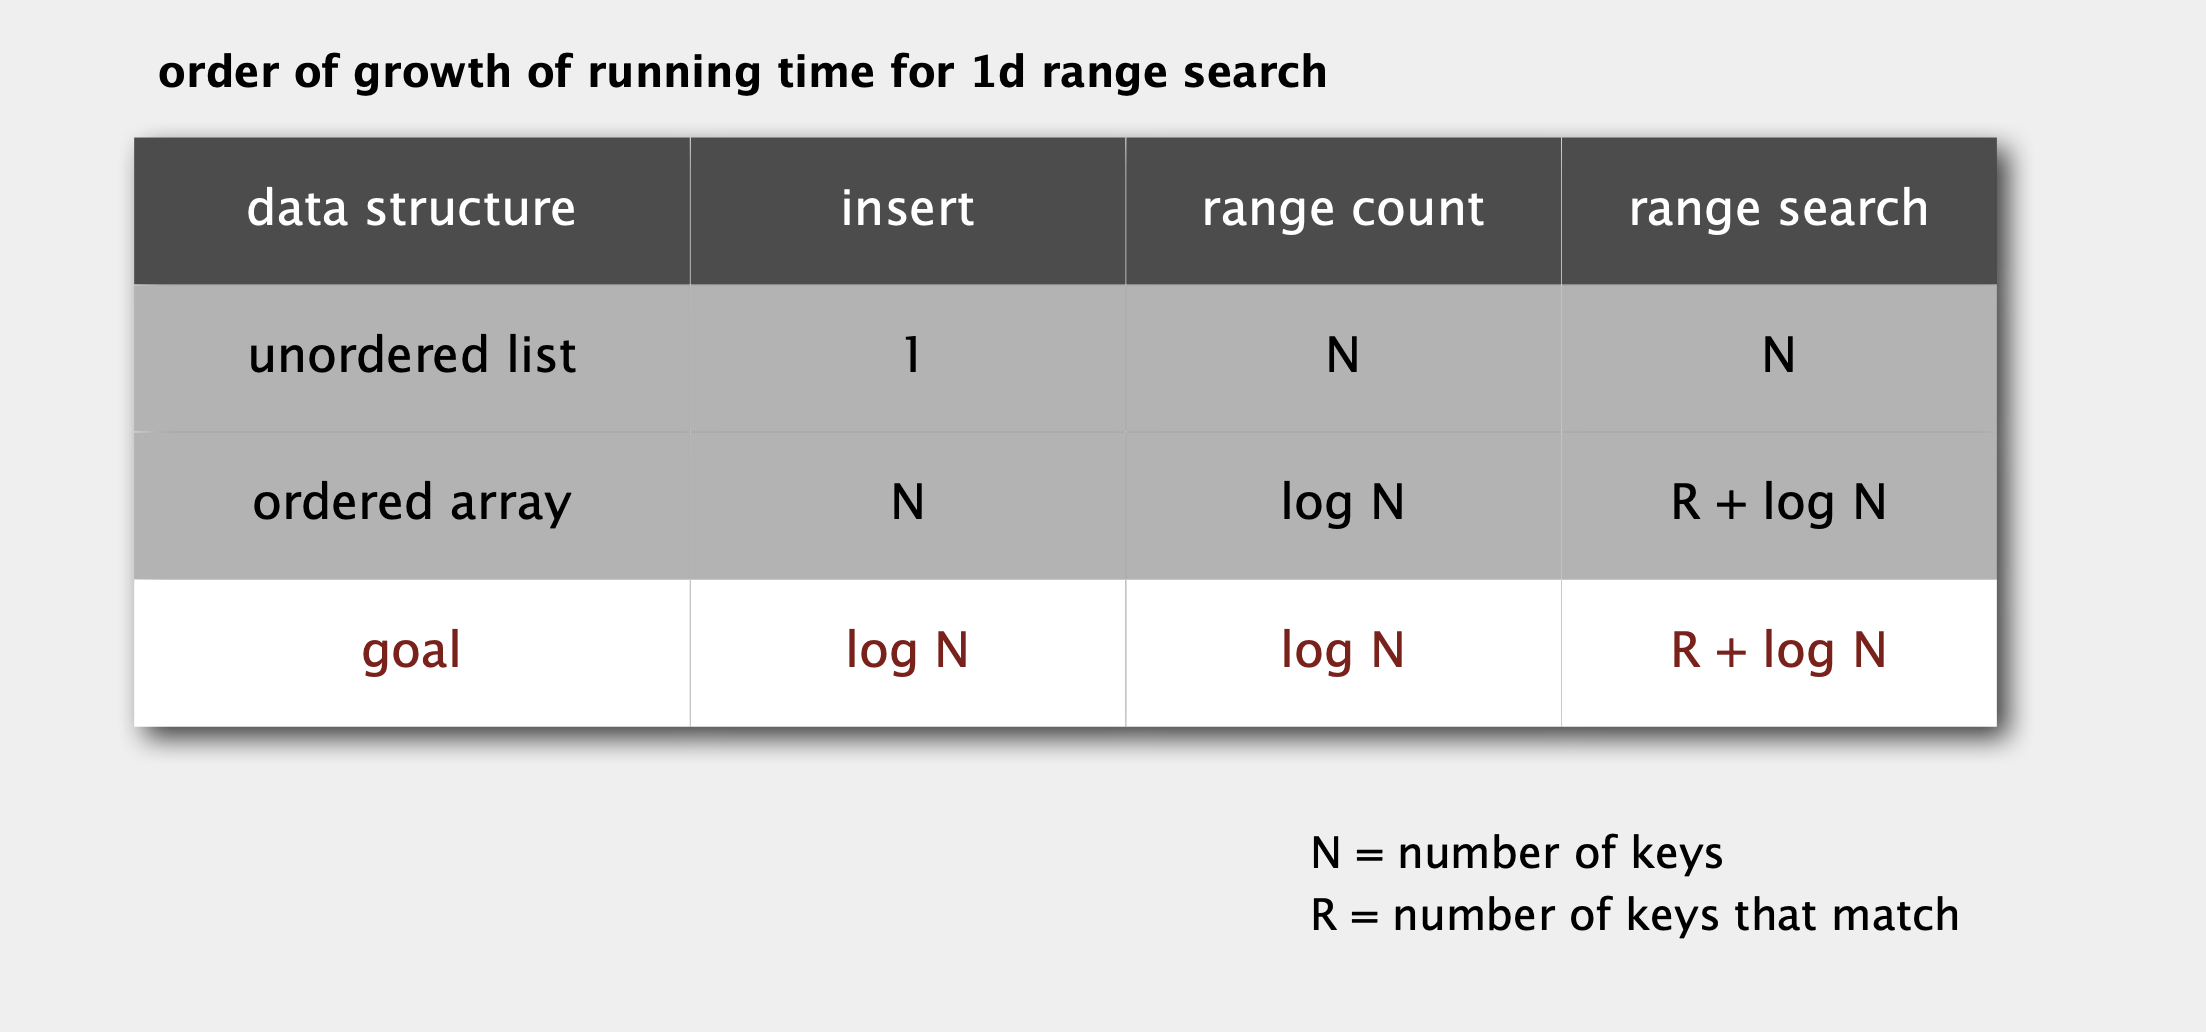 order of growth of running time for 1d range search
data structure insert range count range search
unordered list 1 N N
ordered array N log N R + log N
goal log N log N R + log N
N = number of keys
R = number of keys that match